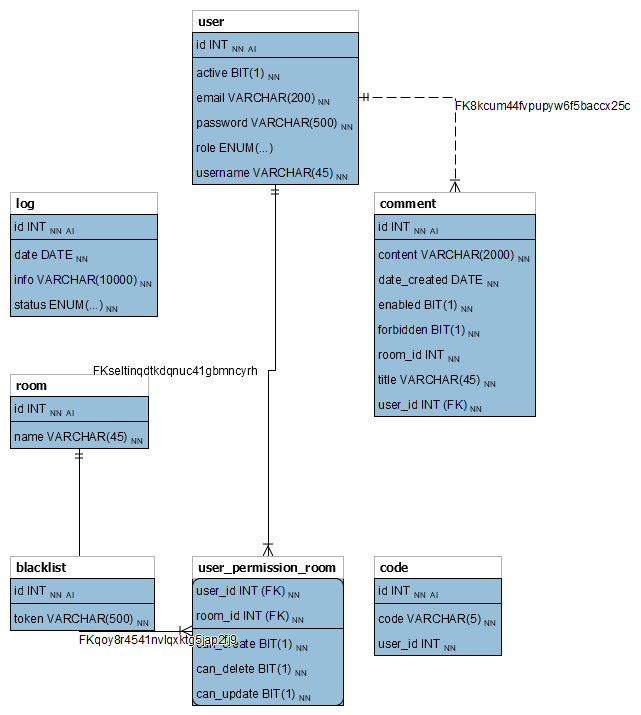 user
id INT NN AI
active BIT(1) NN
email VARCHAR(200) NN
password VARCHAR(500) NN
role ENUM(...)
username VARCHAR(45) NN
FK8kcum44fvpupyw6f5baccx25c
log
id INT NN AI
date DATE NN
info VARCHAR(10000) NN
status ENUM(...) NN
comment
id INT NN AI
content VARCHAR(2000) NN
date_created DATE NN
enabled BIT(1) NN
forbidden BIT(1) NN
room_id INT NN
title VARCHAR(45) NN
user_id INT (FK) NN
FKseltinqdtkdqnuc41gbmncyrh
room
id INT NN AI
name VARCHAR(45) NN
blacklist
id INT NN AI
token VARCHAR(500) NN
FKqoy8r4541nvlqxktg5jap2fj9
user_permission_room
user_id INT (FK) NN
room_id INT (FK) NN
can_create BIT(1) NN
can_delete BIT(1) NN
can_update BIT(1) NN
code
id INT NN AI
code VARCHAR(5) NN
user_id INT NN